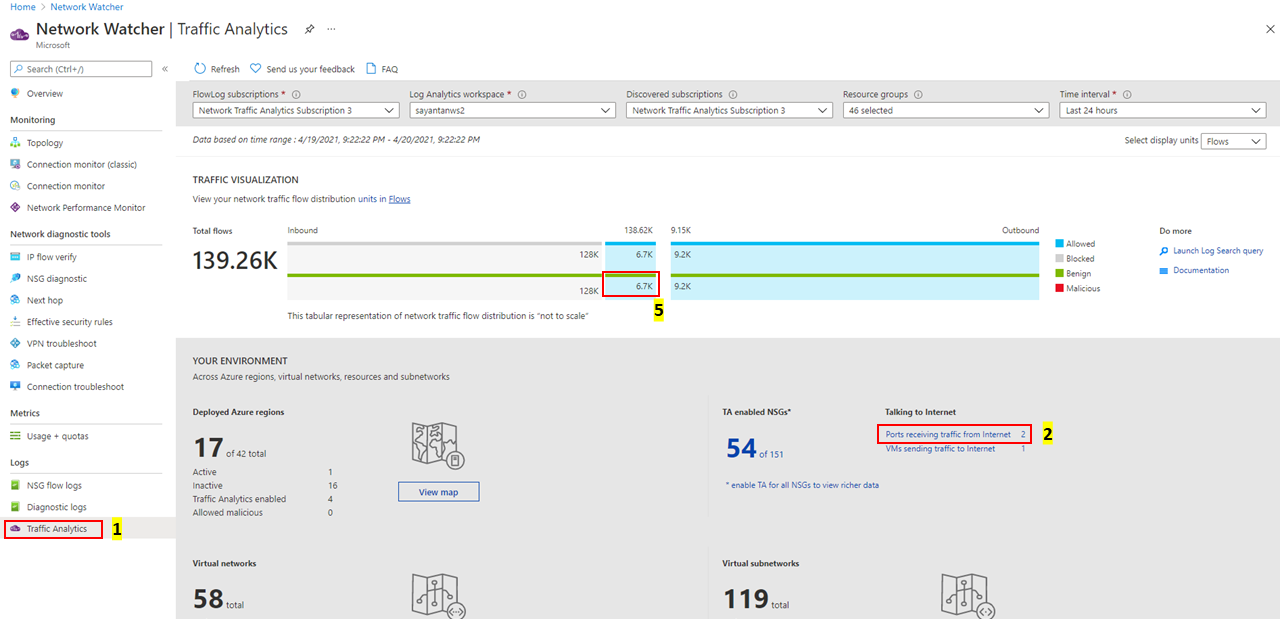 Home > Network Watcher
Network Watcher | Traffic Analytics ...
Microsoft
Search (Ctrl+/) «
Overview
Monitoring
Topology
Connection monitor (classic)
Connection monitor
Network Performance Monitor
Network diagnostic tools
IP flow verify
NSG diagnostic
Next hop
Effective security rules
VPN troubleshoot
Packet capture
Connection troubleshoot
Metrics
Usage + quotas
Logs
NSG flow logs
Diagnostic logs
Traffic Analytics 1
Refresh Send us your feedback FAQ
FlowLog subscriptions * Log Analytics workspace * Discovered subscriptions Resource groups Time interval *
Network Traffic Analytics Subscription 3 sayantanws2 Network Traffic Analytics Subscription 3 46 selected Last 24 hours
Data based on time range : 4/19/2021, 9:22:22 PM - 4/20/2021, 9:22:22 PM
Select display units Flows
TRAFFIC VISUALIZATION
View your network traffic flow distribution units in Flows
Total flows
139.26K
Inbound 138.62K 9.15K Outbound
128K 6.7K 9.2K
128K 6.7K 9.2K
5
This tabular representation of network traffic flow distribution is "not to scale"
Allowed
Blocked
Benign
Malicious
Do more
Launch Log Search query
Documentation
YOUR ENVIRONMENT
Across Azure regions, virtual networks, resources and subnetworks
Deployed Azure regions
17 of 42 total
Active 1
Inactive 16
Traffic Analytics enabled 4
Allowed malicious 0
View map
TA enabled NSGs*
54 of 151
* enable TA for all NSGs to view richer data
Talking to Internet
Ports receiving traffic from Internet 2 2
VMs sending traffic to Internet 1
Virtual networks
58 total
Virtual subnetworks
119 total